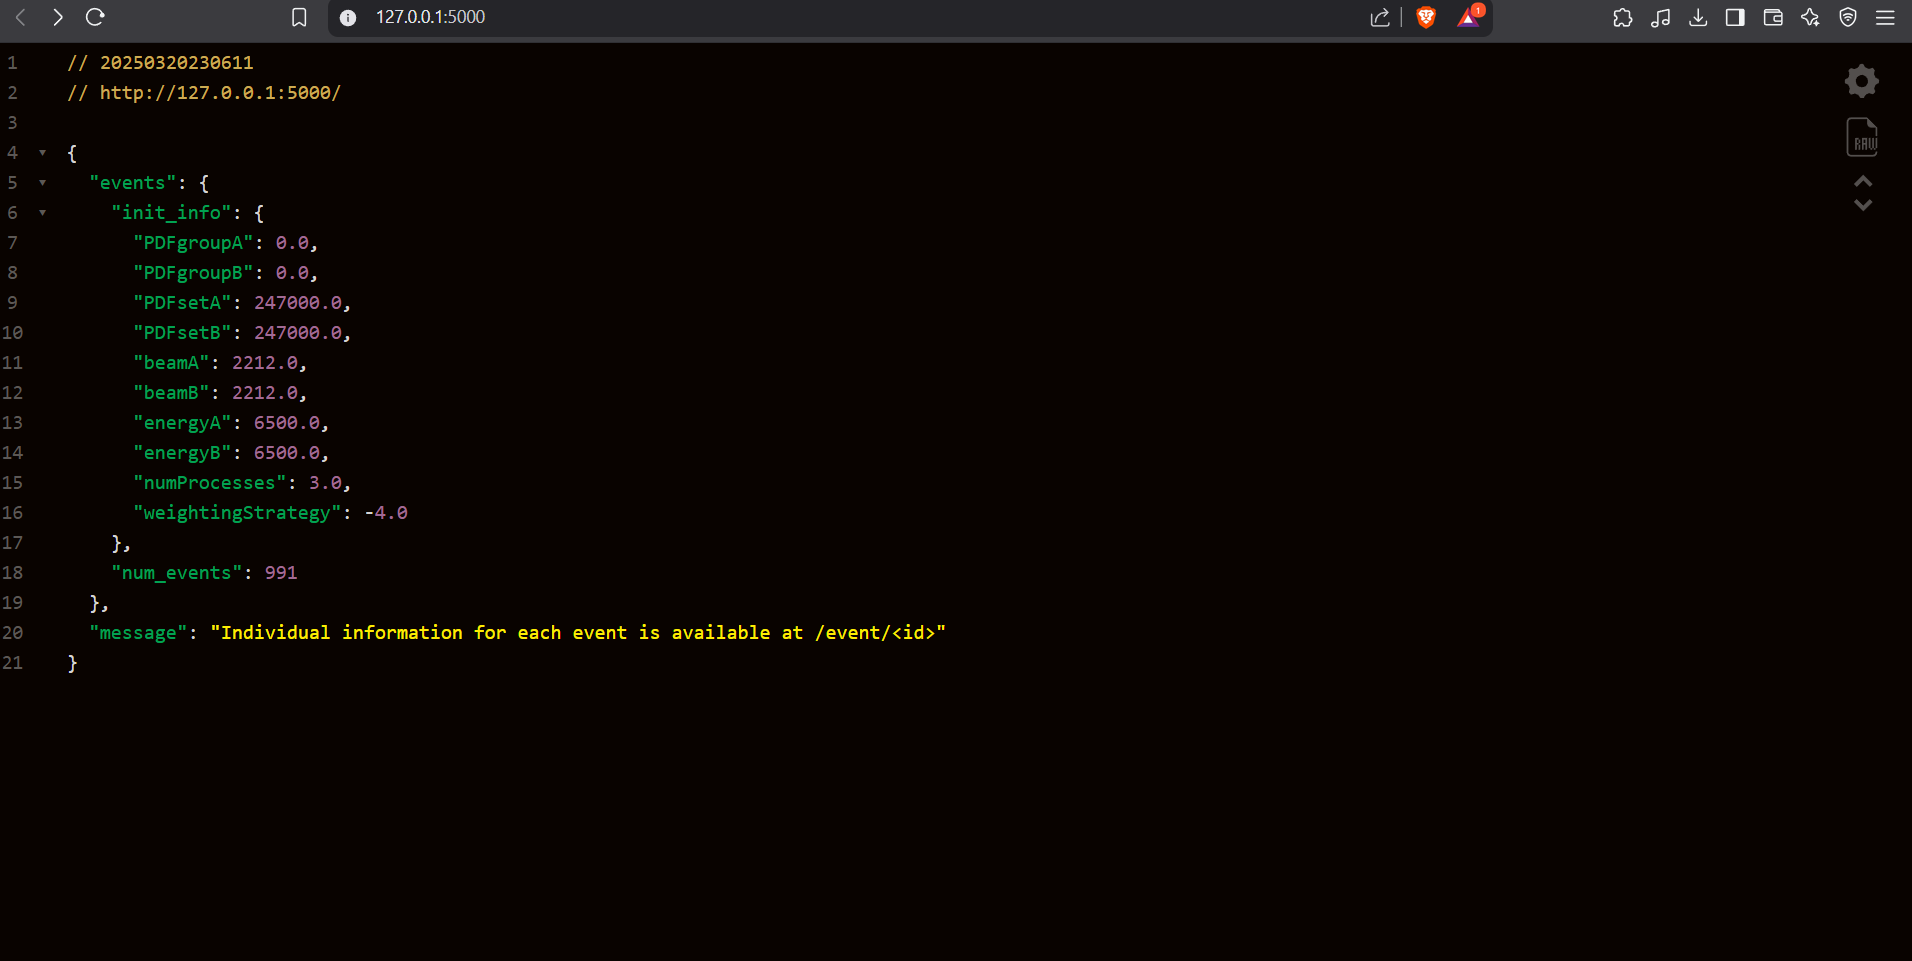 127.0.0.1:5000
1
1 // 20250320230611
2 // http://127.0.0.1:5000/
3
4 {
5 "events": {
6 "init_info": {
7 "PDFgroupA": 0.0,
8 "PDFgroupB": 0.0,
9 "PDFsetA": 247000.0,
10 "PDFsetB": 247000.0,
11 "beamA": 2212.0,
12 "beamB": 2212.0,
13 "energyA": 6500.0,
14 "energyB": 6500.0,
15 "numProcesses": 3.0,
16 "weightingStrategy": -4.0
17 },
18 "num_events": 991
19 },
20 "message": "Individual information for each event is available at /event/<id>"
21 }
RAW